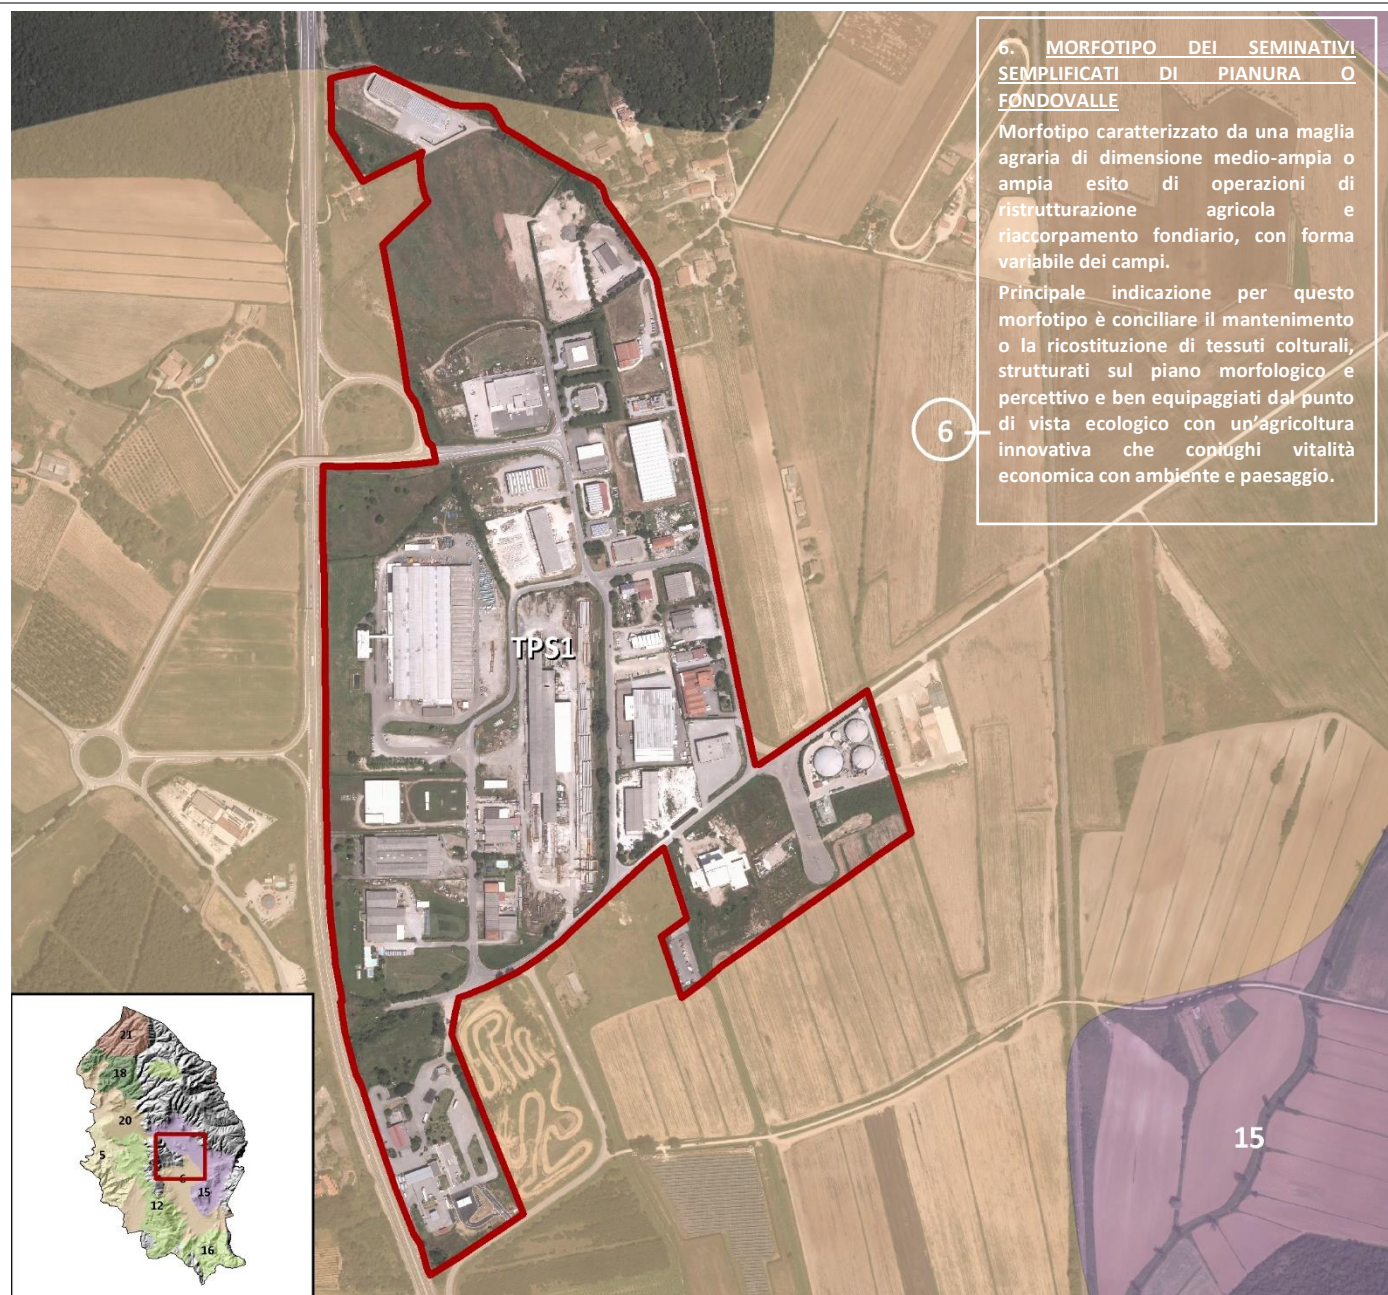 6. MORFOTIPO DEI SEMINATIVI
SEMPLIFICATI DI PIANURA O
FONDOVALLE
Morfotipo caratterizzato da una maglia
agraria di dimensione medio-ampia o
ampia esito di operazioni di
ristrutturazione agricola e
riaccorpamento fondiario, con forma
variabile dei campi.
Principale indicazione per questo
morfotipo è conciliare il mantenimento
o la ricostituzione di tessuti colturali,
strutturati sul piano morfologico e
percettivo e ben equipaggiati dal punto
di vista ecologico con un'agricoltura
innovativa che coniughi vitalità
economica con ambiente e paesaggio.
6
TPS1
15
21
18
20
5
6
15
12
16